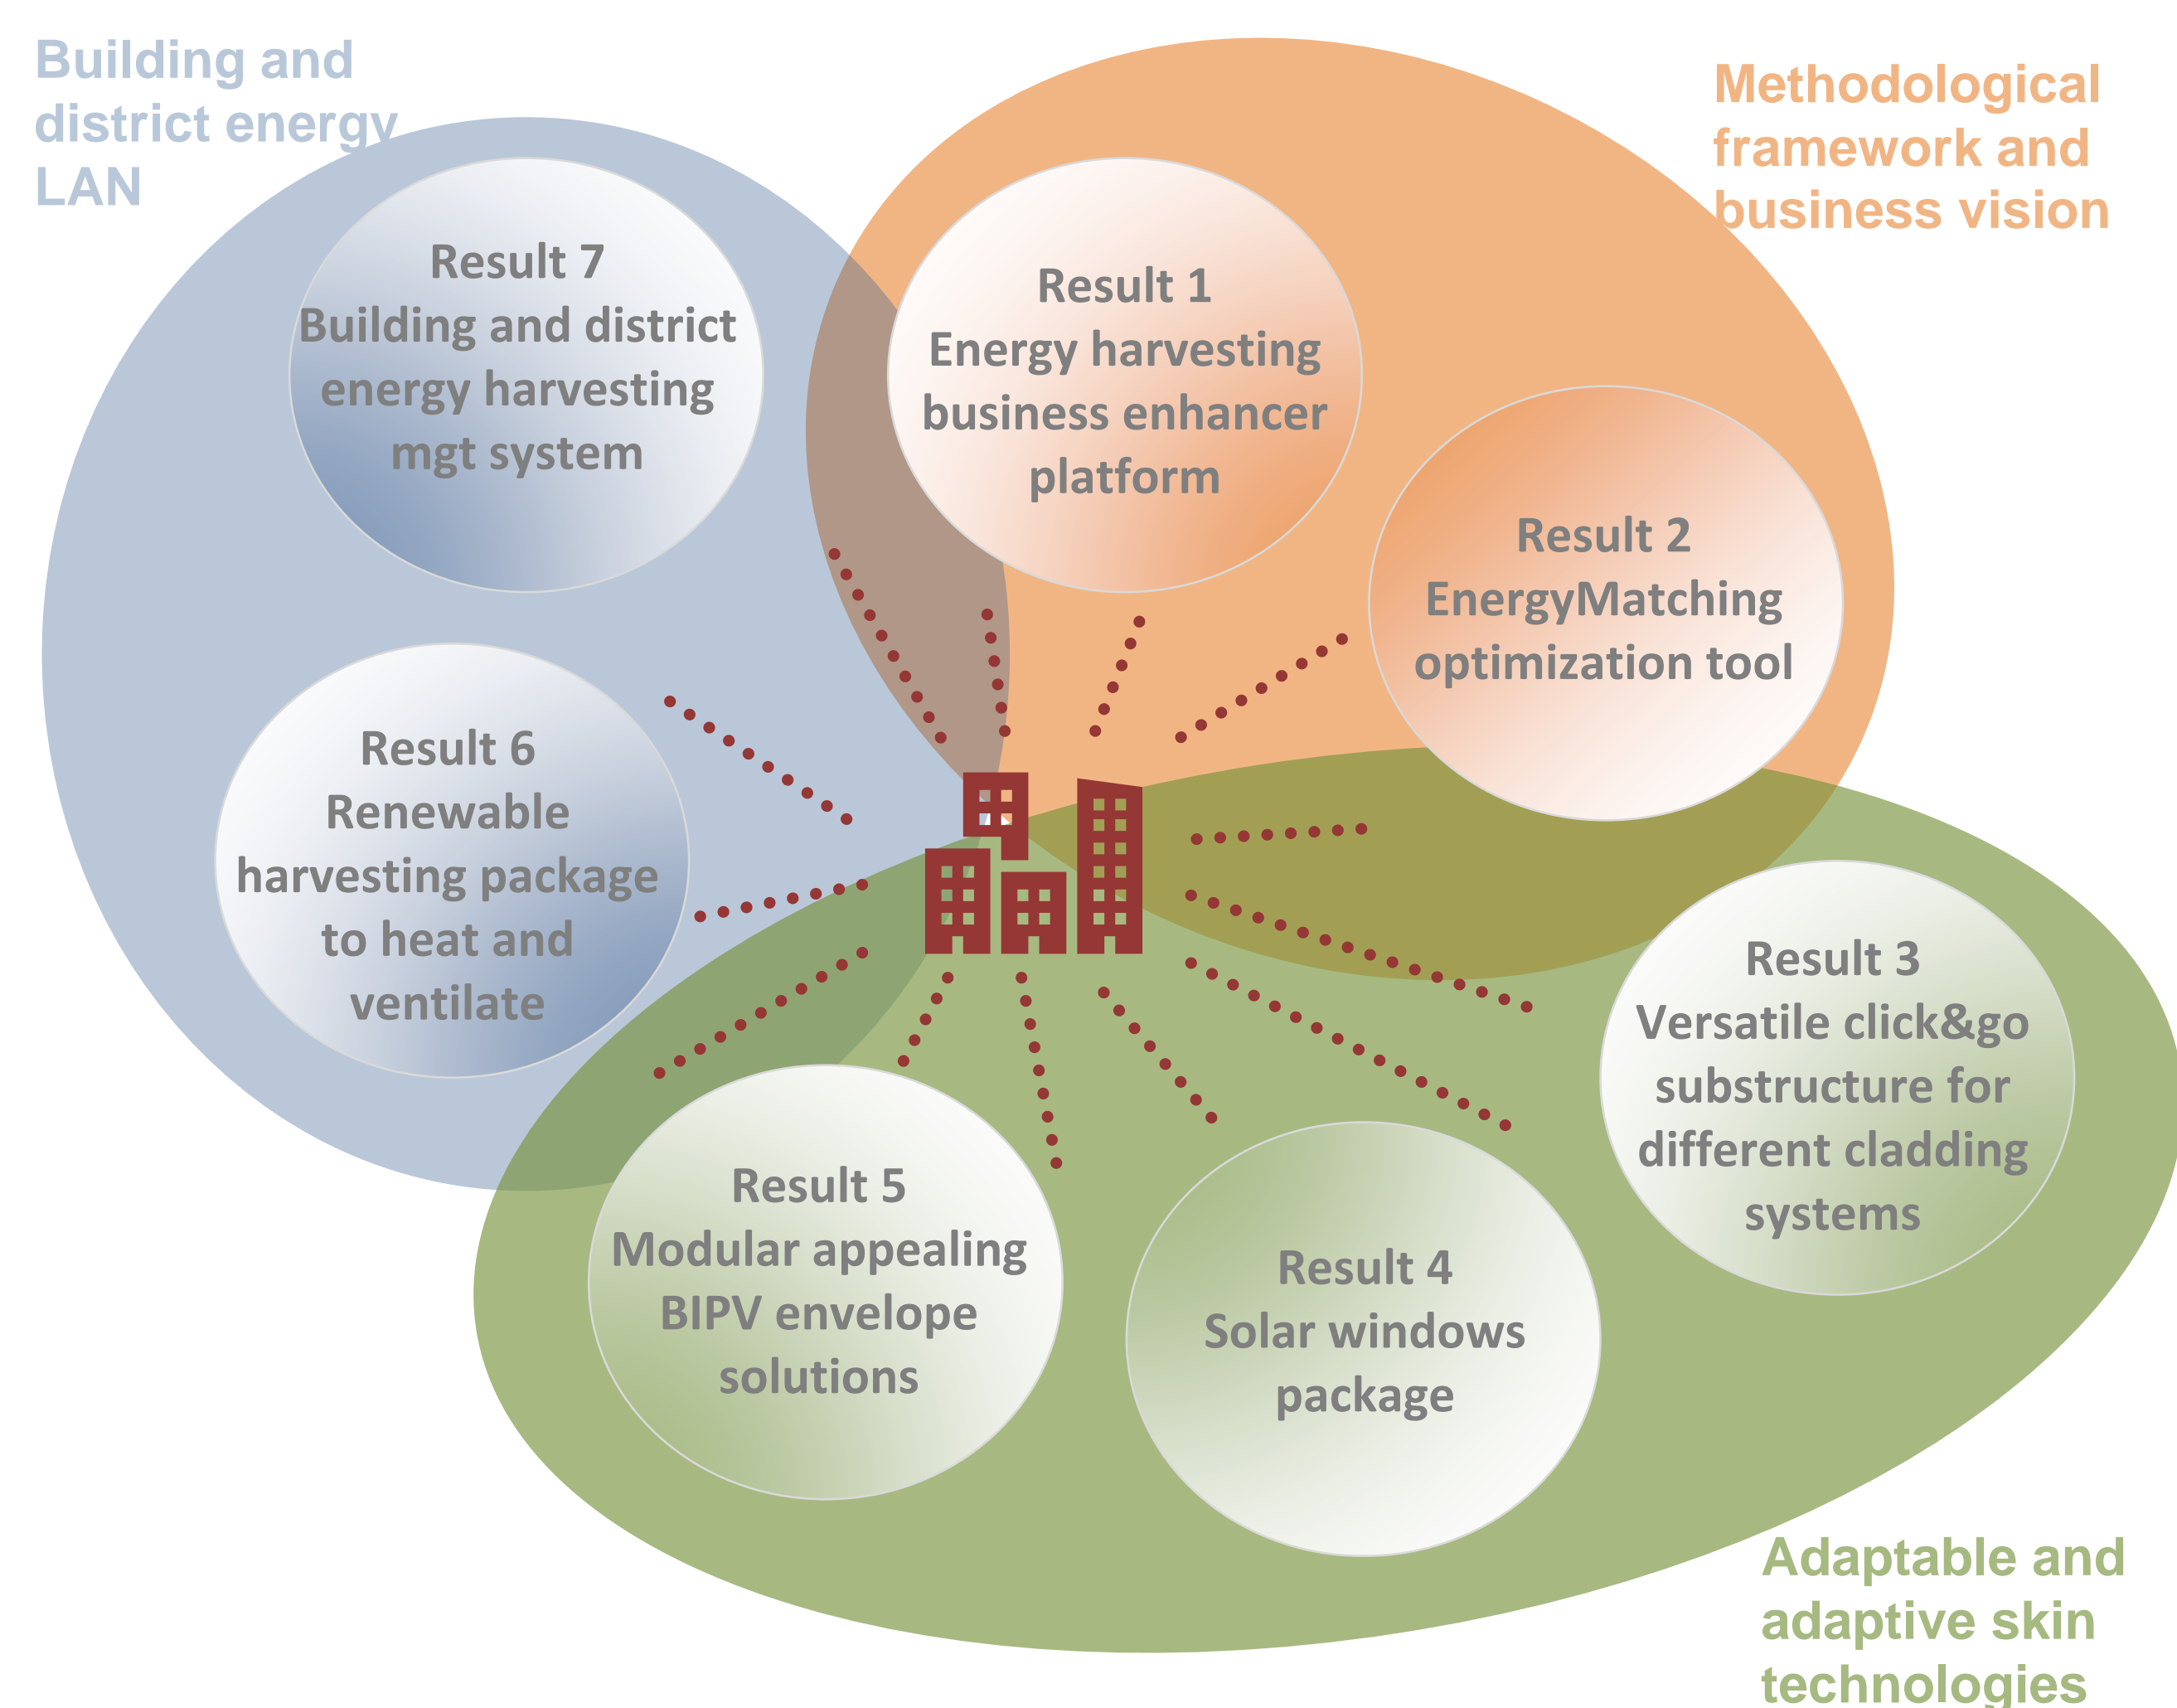 Building and
district energy
LAN
Methodological
framework and
business vision
Result 7
Building and district
energy harvesting
mgt system
Result 1
Energy harvesting
business enhancer
platform
Result 2
EnergyMatching
optimization tool
Result 6
Renewable
harvesting package
to heat and
ventilate
Result 3
Versatile click&go
substructure for
different cladding
systems
Result 5
Modular appealing
BIPV envelope
solutions
Result 4
Solar windows
package
Adaptable and
adaptive skin
technologies